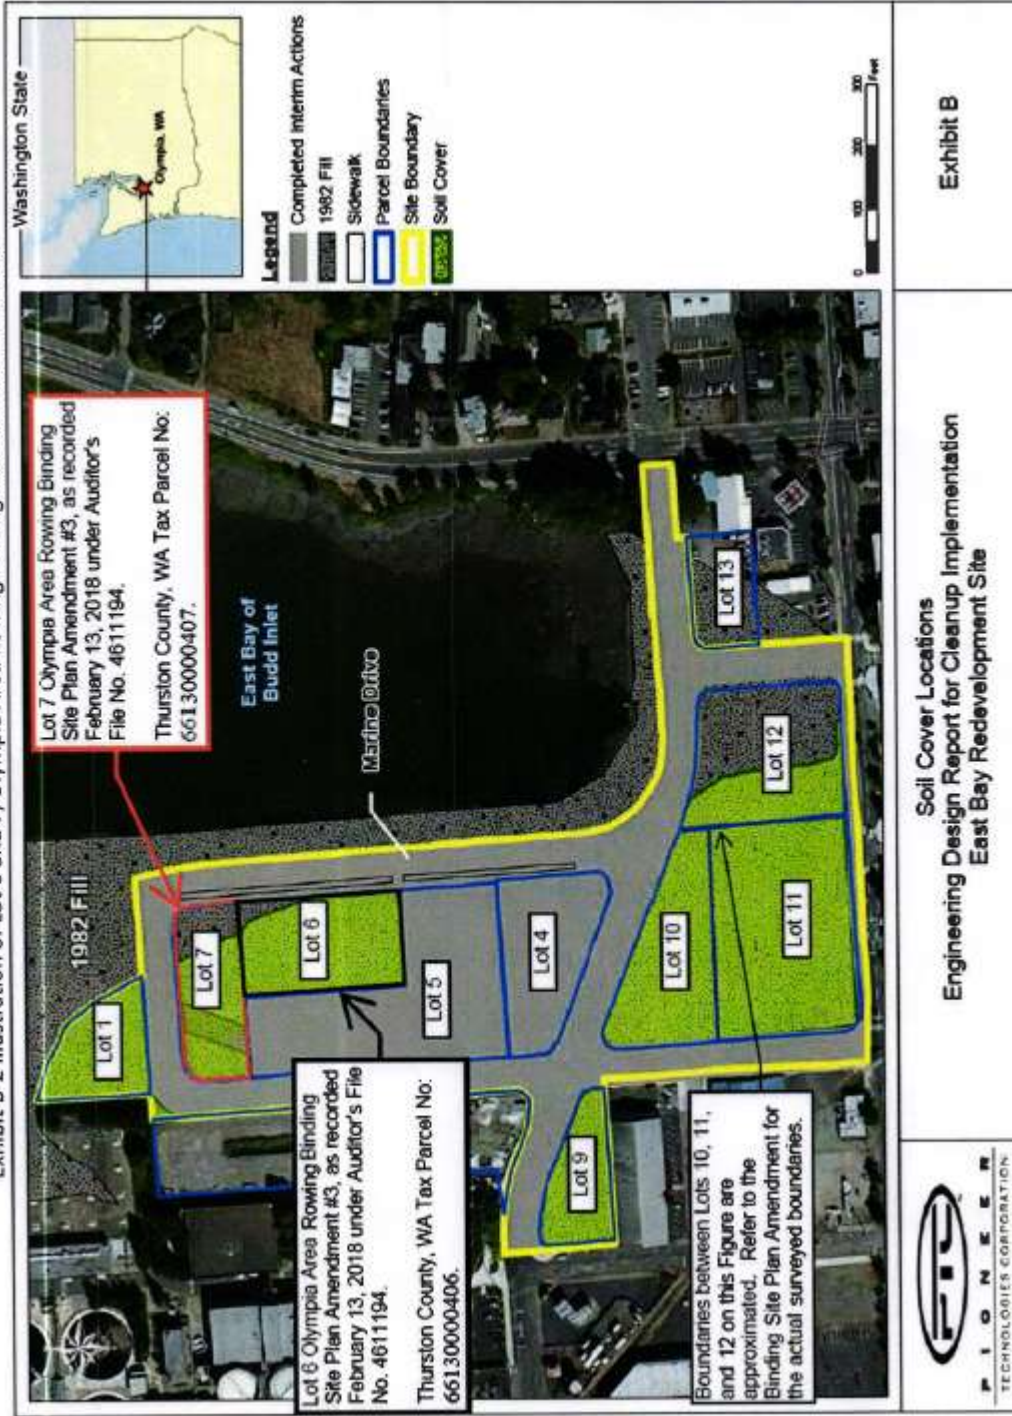 Washington State
Olympia, WA
Legend
Completed Interim Actions
1982 Fill
Sidewalk
Parcel Boundaries
Site Boundary
Soil Cover
0 100 200 300
Feet
Lot 7 Olympia Area Rowing Binding
Site Plan Amendment #3, as recorded
February 13, 2018 under Auditor's
File No. 4611194.
Thurston County, WA Tax Parcel No:
66130000407.
1982 Fill
East Bay of
Budd Inlet
Marine Drive
Lot 1
Lot 7
Lot 6
Lot 5
Lot 4
Lot 10
Lot 11
Lot 12
Lot 13
Lot 9
Lot 6 Olympia Area Rowing Binding
Site Plan Amendment #3, as recorded
February 13, 2018 under Auditor's File
No. 4611194.
Thurston County, WA Tax Parcel No:
66130000406.
Boundaries between Lots 10, 11,
and 12 on this Figure are
approximated. Refer to the
Binding Site Plan Amendment for
the actual surveyed boundaries.
PIONEER
TECHNOLOGIES CORPORATION
Soil Cover Locations
Engineering Design Report for Cleanup Implementation
East Bay Redevelopment Site
Exhibit B